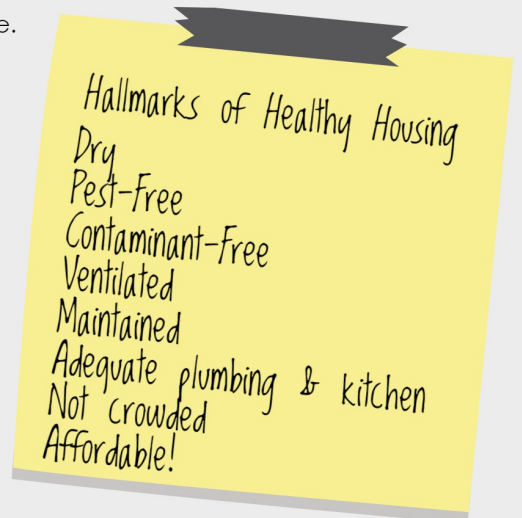 e.
Hallmarks of Healthy Housing
Dry
Pest-Free
Contaminant-Free
Ventilated
Maintained
Adequate plumbing & kitchen
Not crowded
Affordable!